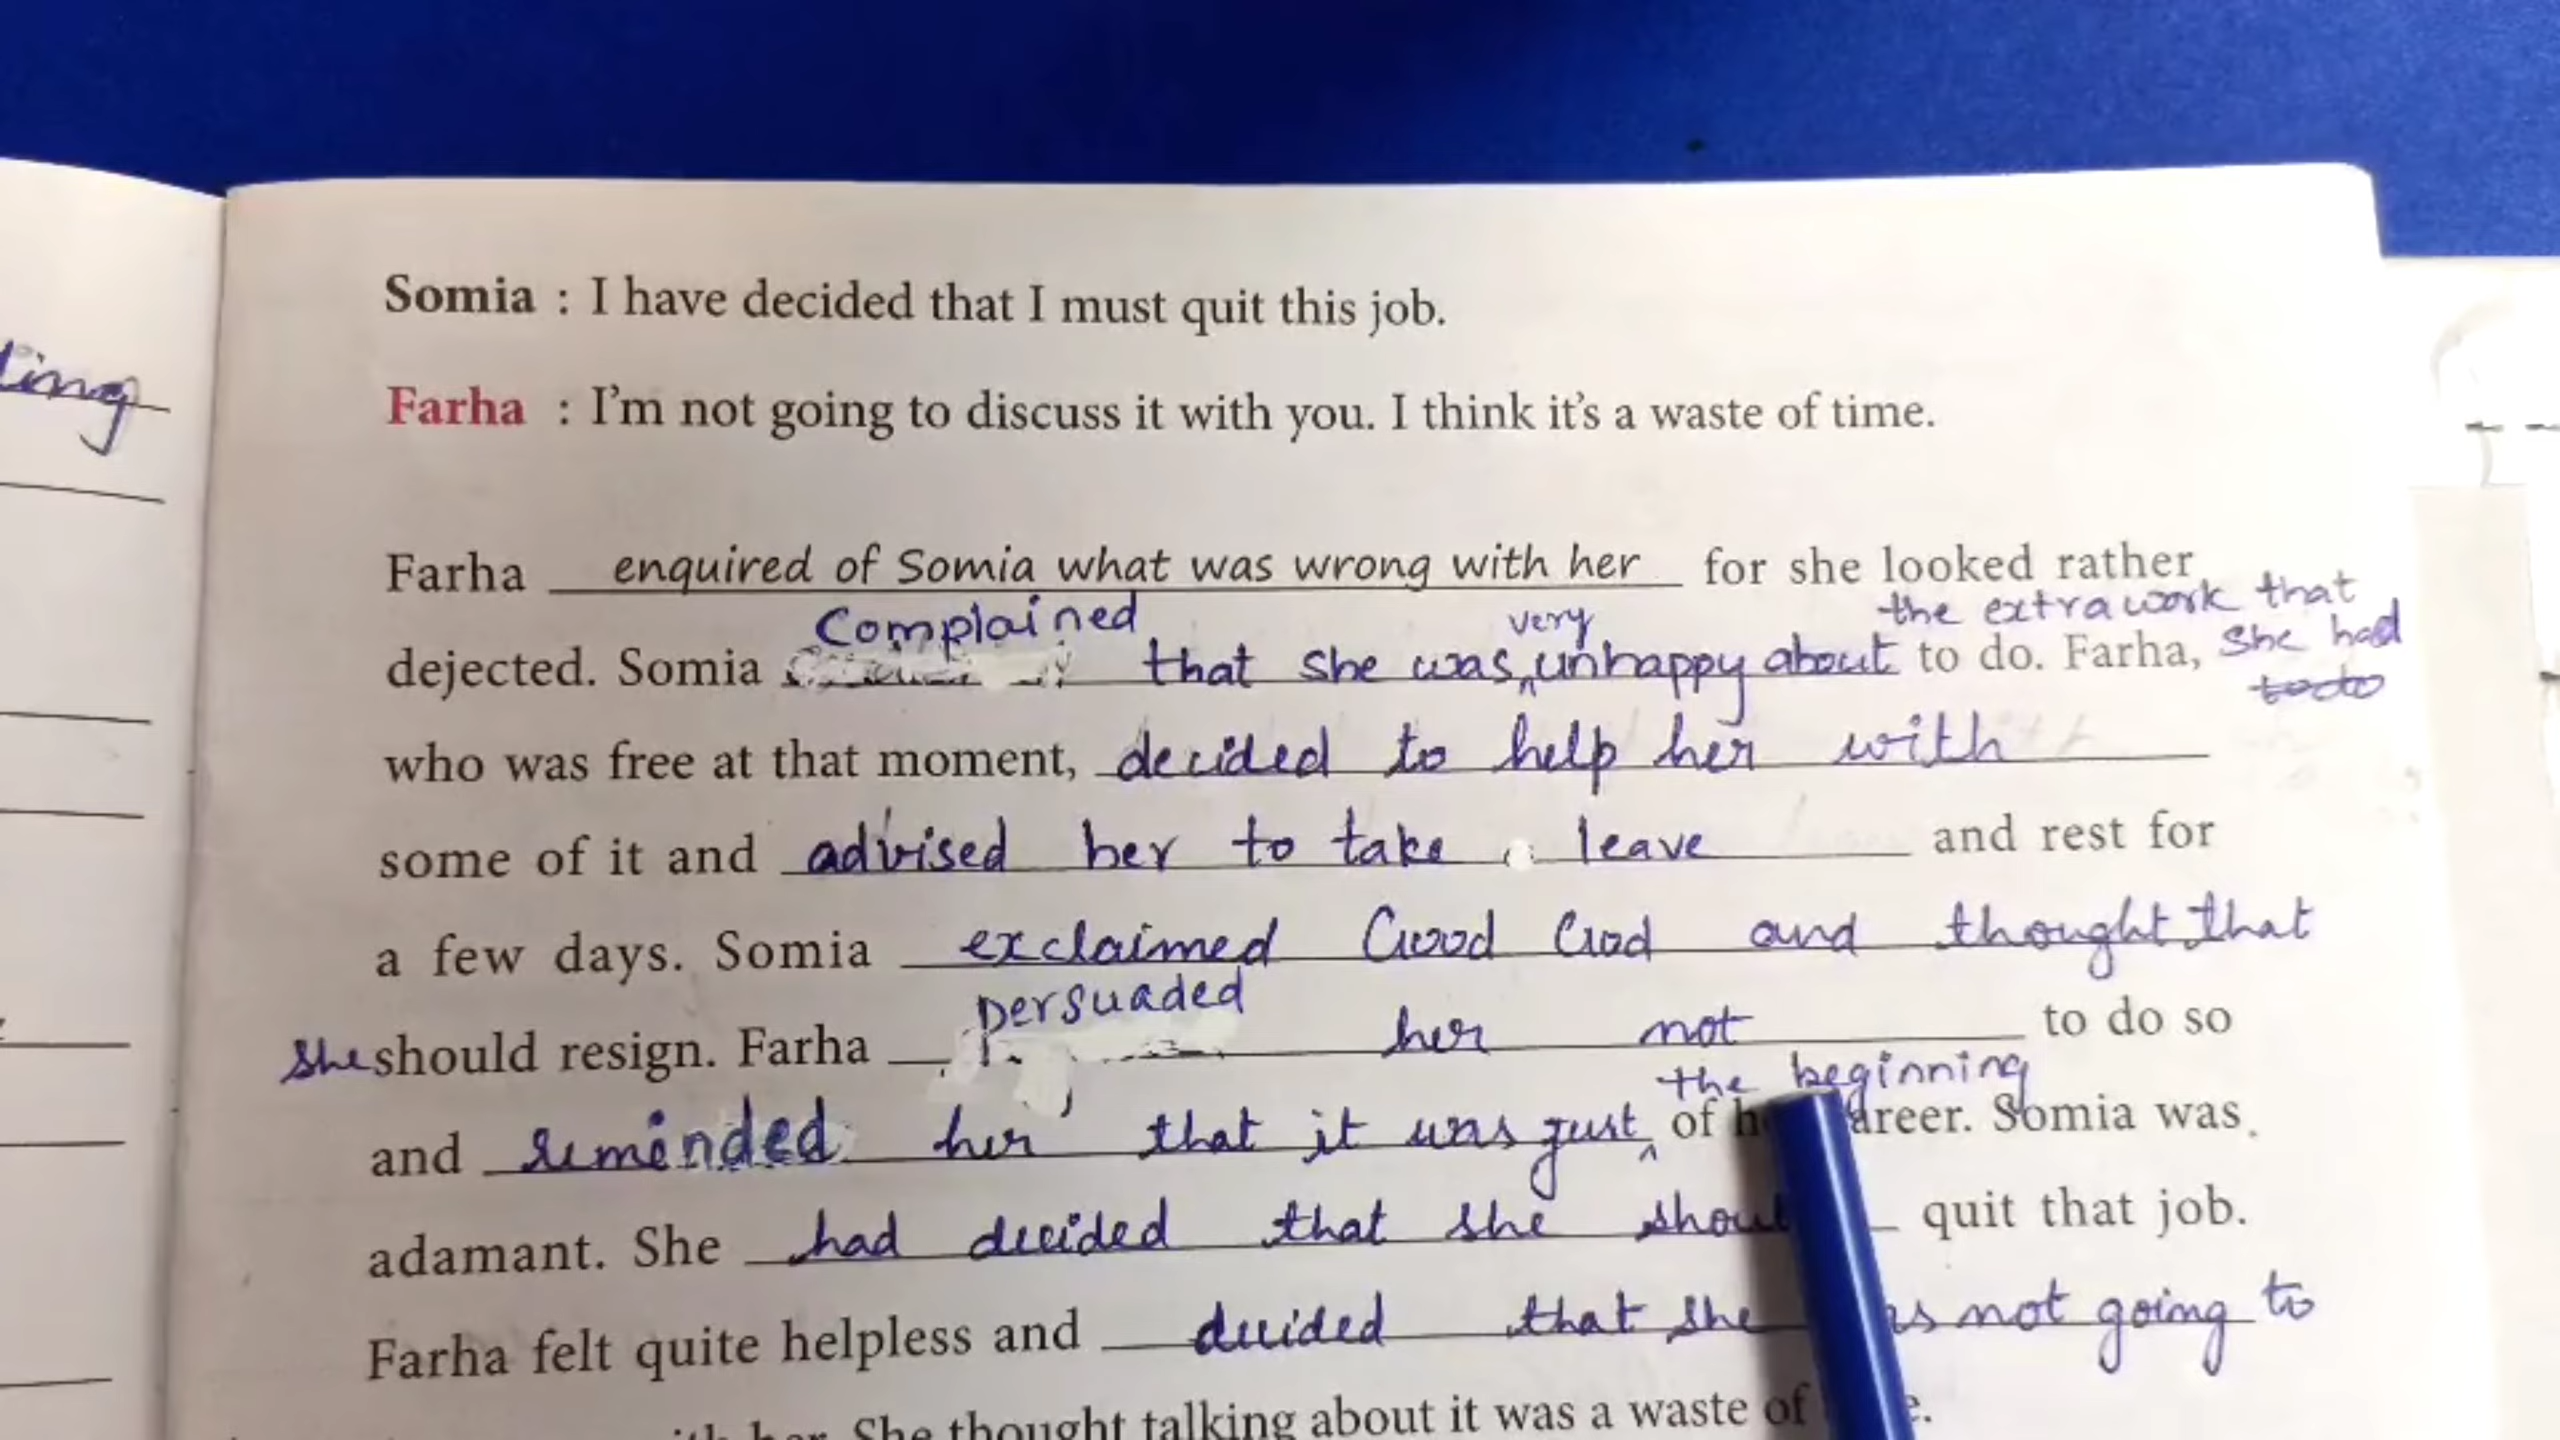 Somia : I have decided that I must quit this job.
Farha : I'm not going to discuss it with you. I think it's a waste of time.
Farha enquired of Somia what was wrong with her for she looked rather
dejected. Somia Complained that she was very unhappy about the extra work that she had to do. Farha,
who was free at that moment, decided to help her with
some of it and advised her to take leave and rest for
a few days. Somia exclaimed Good God and thought that
she should resign. Farha persuaded her not to do so
and reminded her that it was just the beginning of career. Somia was
adamant. She had decided that she quit that job.
Farha felt quite helpless and decided that she not going to
her. She thought talking about it was a waste of